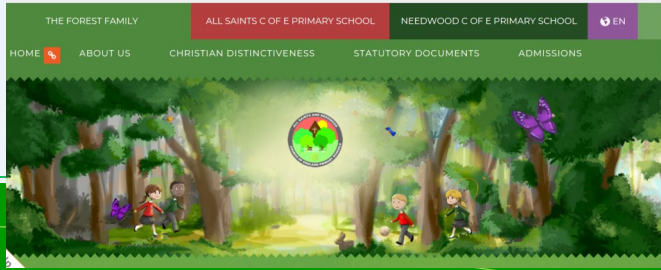 THE FOREST FAMILY
ALL SAINTS C OF E PRIMARY SCHOOL
NEEDWOOD C OF E PRIMARY SCHOOL
EN
HOME
ABOUT US
CHRISTIAN DISTINCTIVENESS
STATUTORY DOCUMENTS
ADMISSIONS